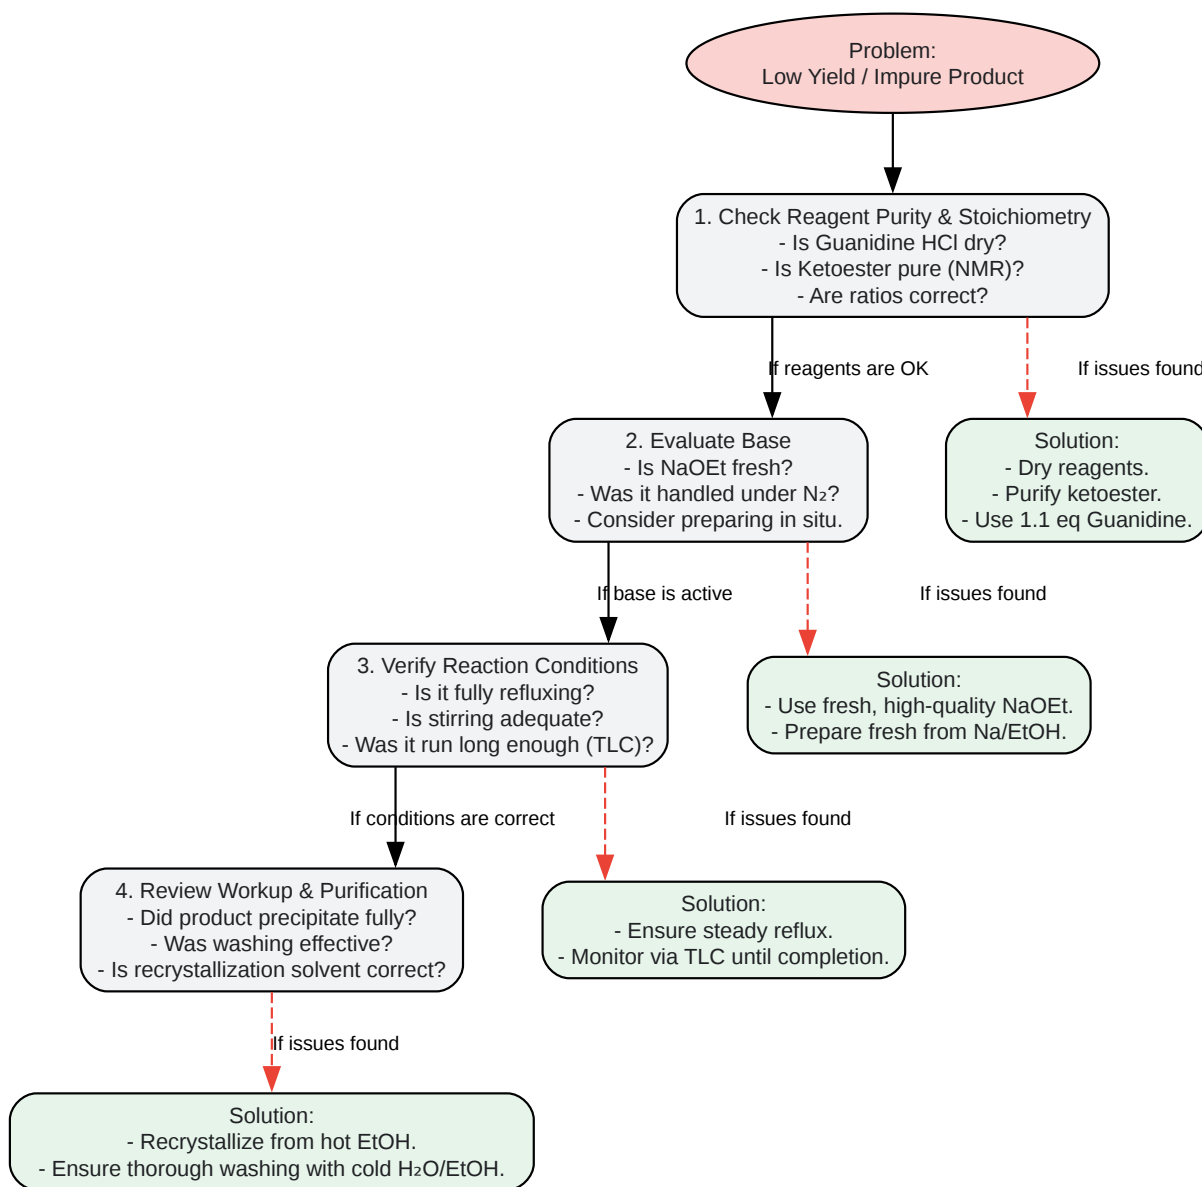 Problem:
Low Yield / Impure Product
1. Check Reagent Purity & Stoichiometry
- Is Guanidine HCl dry?
- Is Ketoester pure (NMR)?
- Are ratios correct?
If reagents are OK
If issues found
2. Evaluate Base
- Is NaOEt fresh?
- Was it handled under N₂?
- Consider preparing in situ.
Solution:
- Dry reagents.
- Purify ketoester.
- Use 1.1 eq Guanidine.
If base is active
If issues found
3. Verify Reaction Conditions
- Is it fully refluxing?
- Is stirring adequate?
- Was it run long enough (TLC)?
Solution:
- Use fresh, high-quality NaOEt.
- Prepare fresh from Na/EtOH.
If conditions are correct
If issues found
4. Review Workup & Purification
- Did product precipitate fully?
- Was washing effective?
- Is recrystallization solvent correct?
Solution:
- Ensure steady reflux.
- Monitor via TLC until completion.
If issues found
Solution:
- Recrystallize from hot EtOH.
- Ensure thorough washing with cold H₂O/EtOH.